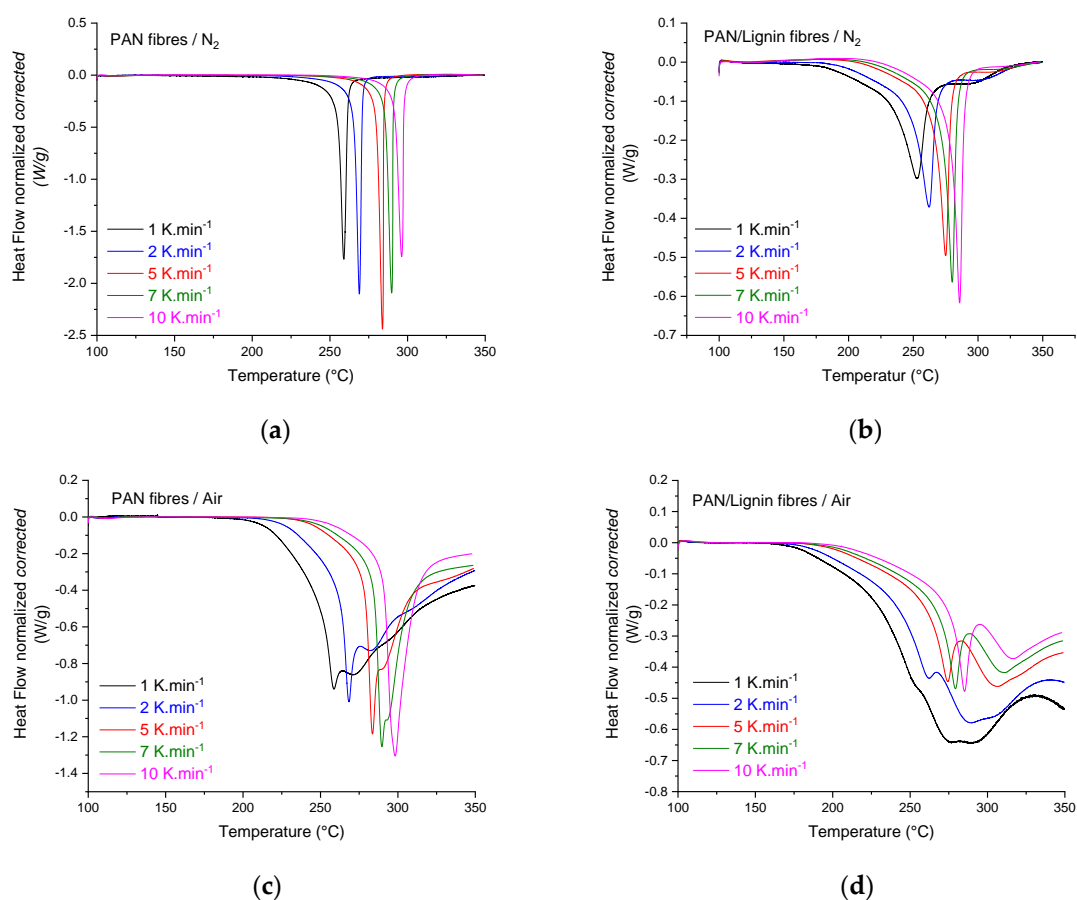 PAN fibres / N₂
Heat Flow normalized corrected
(W/g)
0.5
0.0
-0.5
-1.0
-1.5
-2.0
-2.5
1 K.min⁻¹
2 K.min⁻¹
5 K.min⁻¹
7 K.min⁻¹
10 K.min⁻¹
100 150 200 250 300 350
Temperature (°C)
(a)
PAN/Lignin fibres / N₂
Heat Flow normalized corrected
(W/g)
0.1
0.0
-0.1
-0.2
-0.3
-0.4
-0.5
-0.6
-0.7
1 K.min⁻¹
2 K.min⁻¹
5 K.min⁻¹
7 K.min⁻¹
10 K.min⁻¹
100 150 200 250 300 350
Temperatur (°C)
(b)
PAN fibres / Air
Heat Flow normalized corrected
(W/g)
0.2
0.0
-0.2
-0.4
-0.6
-0.8
-1.0
-1.2
-1.4
1 K.min⁻¹
2 K.min⁻¹
5 K.min⁻¹
7 K.min⁻¹
10 K.min⁻¹
100 150 200 250 300 350
Temperature (°C)
(c)
PAN/Lignin fibres / Air
Heat Flow normalized corrected
(W/g)
0.2
0.1
0.0
-0.1
-0.2
-0.3
-0.4
-0.5
-0.6
-0.7
-0.8
1 K.min⁻¹
2 K.min⁻¹
5 K.min⁻¹
7 K.min⁻¹
10 K.min⁻¹
100 150 200 250 300 350
Temperature (°C)
(d)